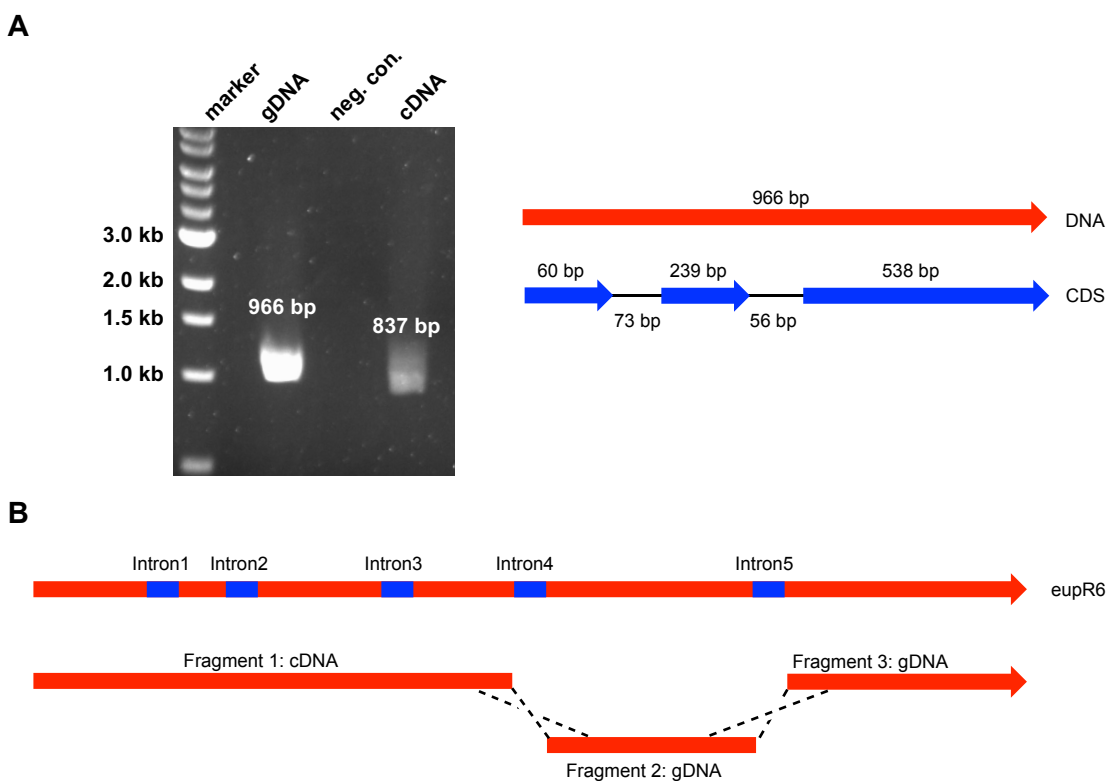 A
marker gDNA neg. con. cDNA
3.0 kb
2.0 kb
1.5 kb
1.0 kb
966 bp
837 bp
966 bp
DNA
60 bp 239 bp 538 bp
CDS
73 bp 56 bp
B
Intron1 Intron2 Intron3 Intron4 Intron5
eupR6
Fragment 1: cDNA Fragment 3: gDNA
Fragment 2: gDNA